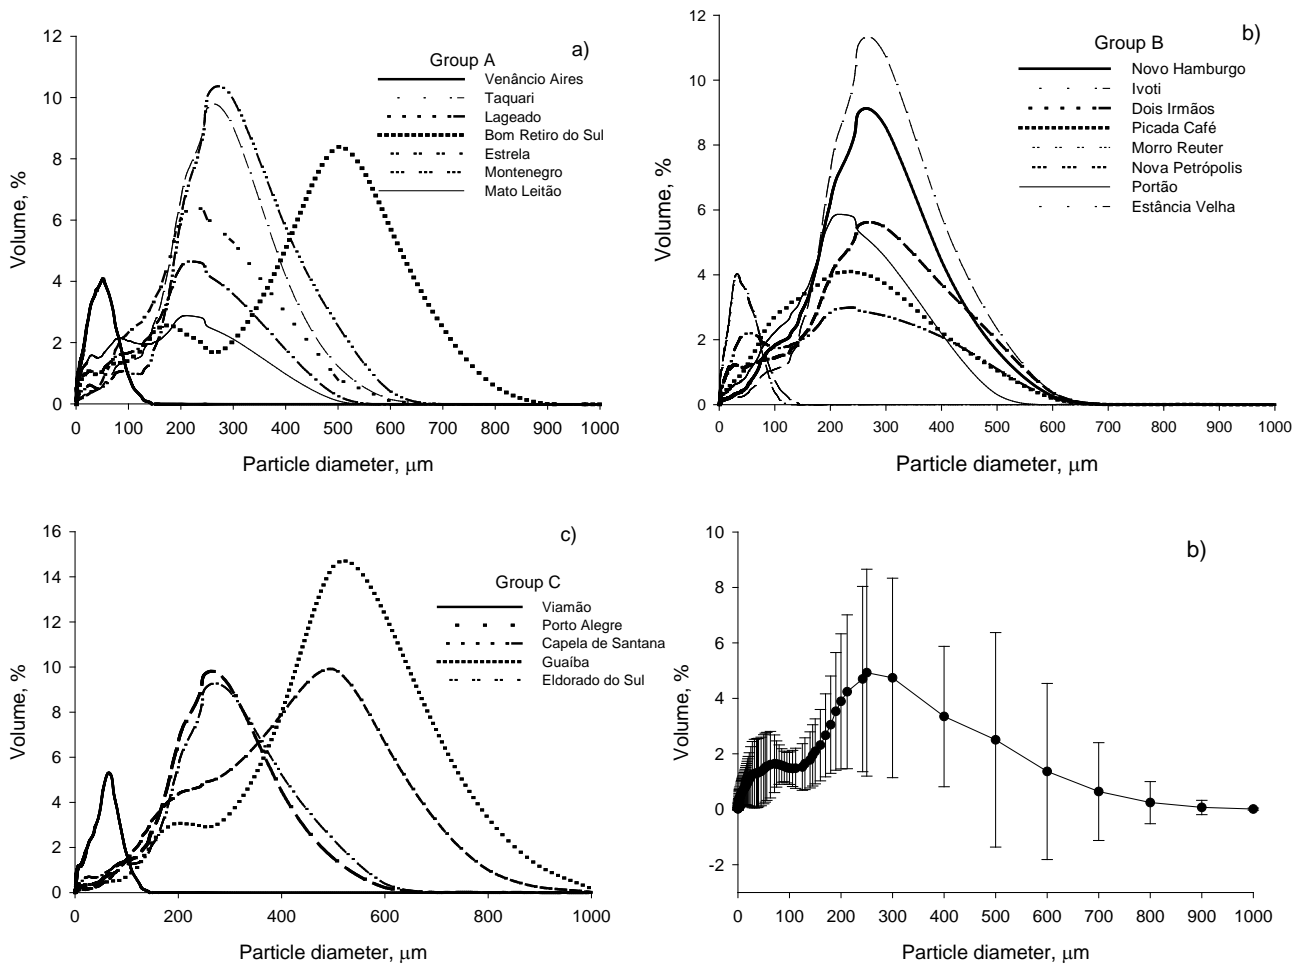 a)
Group A
Venâncio Aires
Taquari
Lageado
Bom Retiro do Sul
Estrela
Montenegro
Mato Leitão
Volume, %
12
10
8
6
4
2
0
0 100 200 300 400 500 600 700 800 900 1000
Particle diameter, μm
b)
Group B
Novo Hamburgo
Ivoti
Dois Irmãos
Picada Café
Morro Reuter
Nova Petrópolis
Portão
Estância Velha
Volume, %
12
10
8
6
4
2
0
0 100 200 300 400 500 600 700 800 900 1000
Particle diameter, μm
c)
Group C
Viamão
Porto Alegre
Capela de Santana
Guaíba
Eldorado do Sul
Volume, %
16
14
12
10
8
6
4
2
0
0 200 400 600 800 1000
Particle diameter, μm
b)
Volume, %
10
8
6
4
2
0
-2
0 100 200 300 400 500 600 700 800 900 1000
Particle diameter, μm